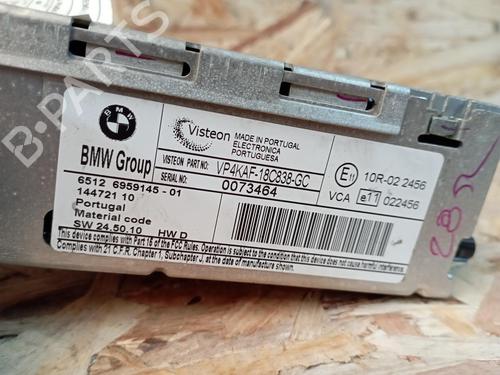 B-PARTS
BMW
BMW Group
6512 6959145 - 01
144721 10
Portugal
Material code
SW 24.50.10 HW D
Visteon
MADE IN PORTUGAL
ELECTRONICA
PORTUGUESA
VISTEON PART NO: VP4KAF-18C838-GC
SERIAL NO: 0073464
E11 10R-02 2456
VCA e11 022456
This device complies with Part 15 of the FCC Rules. Operation is subject to the condition that this device does not cause harmful interference.
Complies with 21 C.F.R. Chapter 1, Subchapter J, at the date of manufacture.